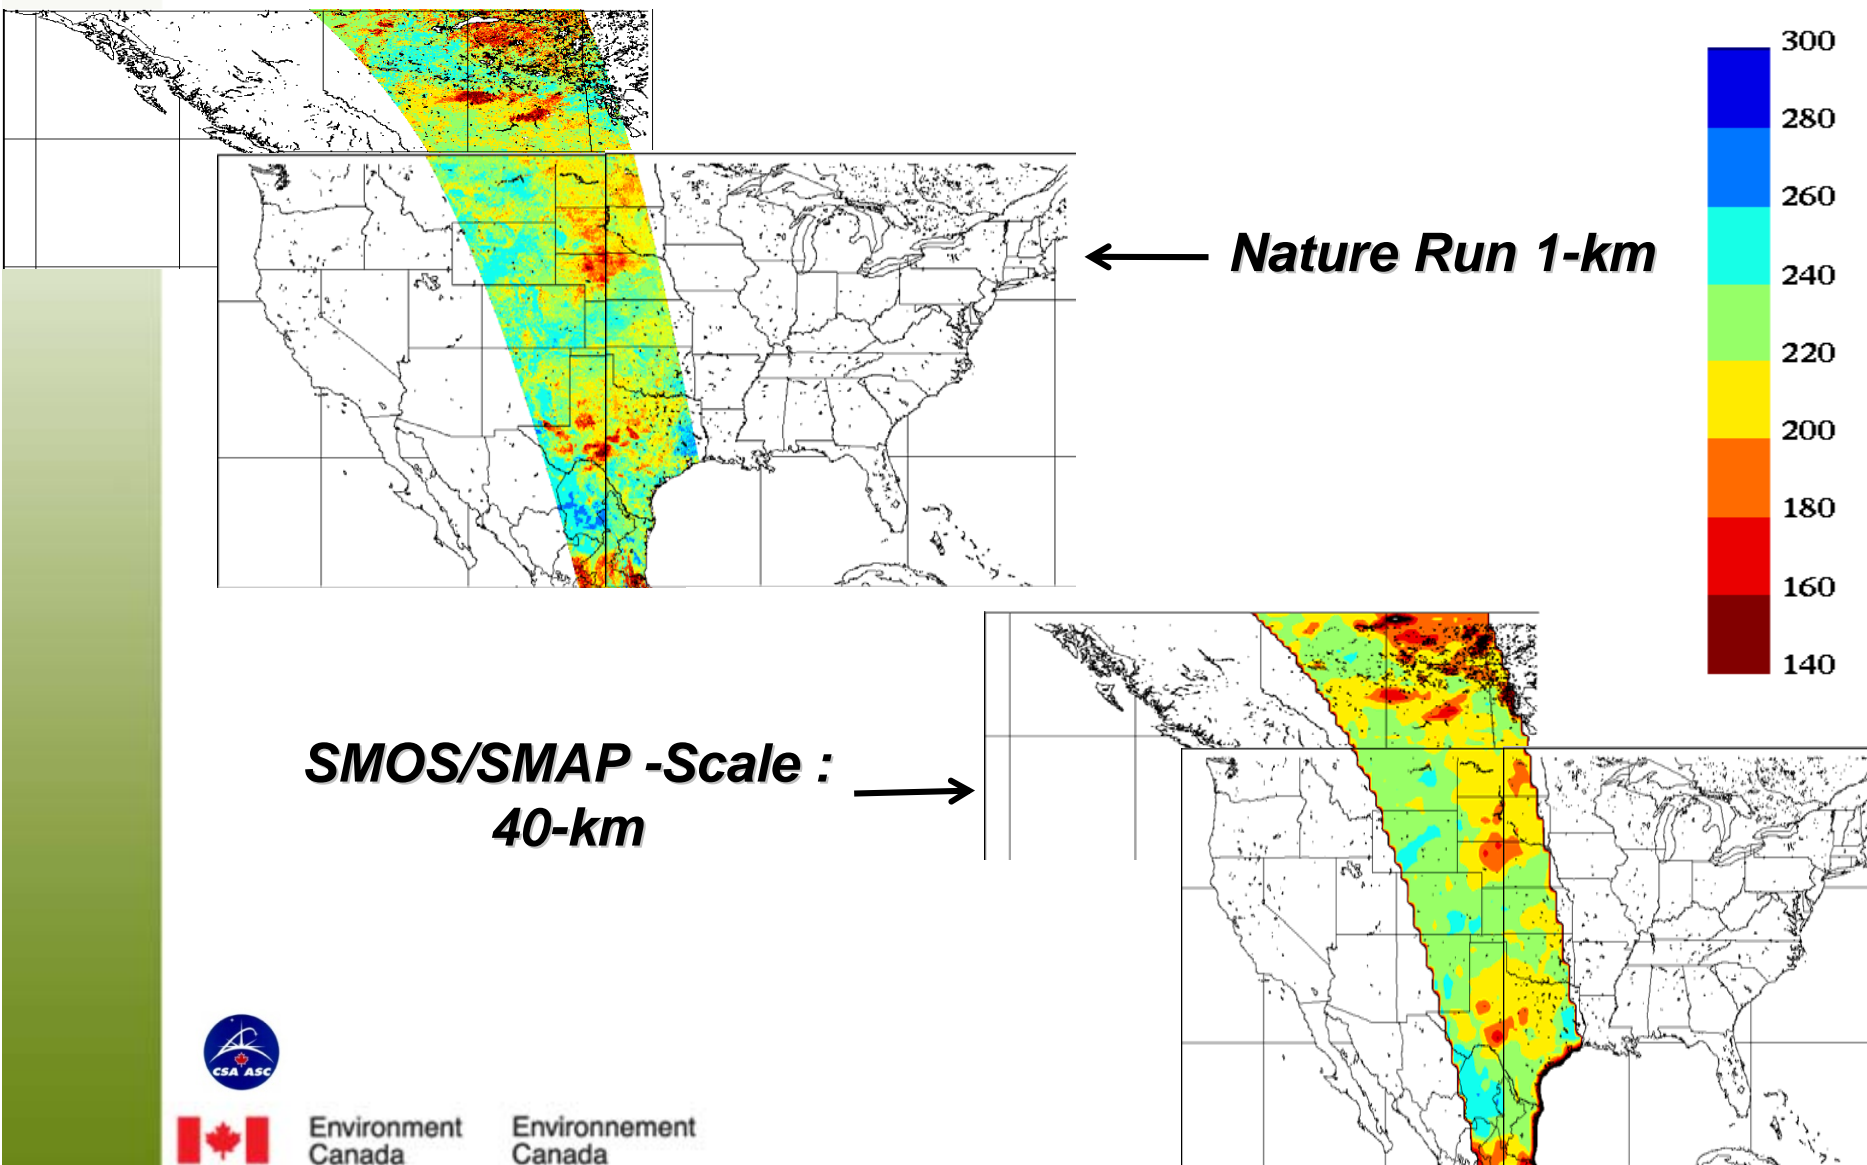 300
280
260
240
220
200
180
160
140
Nature Run 1-km
SMOS/SMAP -Scale :
40-km
CSA ASC
Environment
Canada
Environnement
Canada